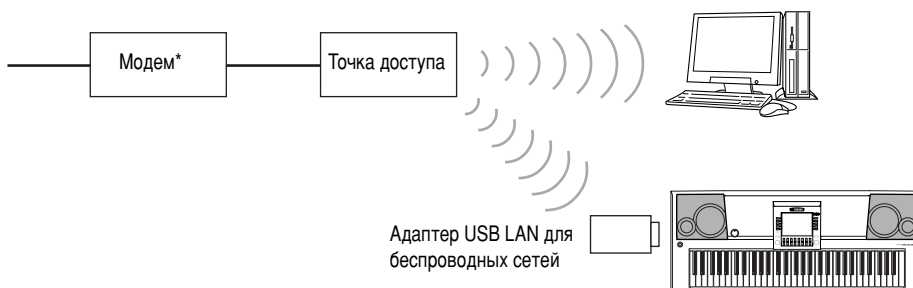 Модем*
Точка доступа
Адаптер USB LAN для
беспроводных сетей